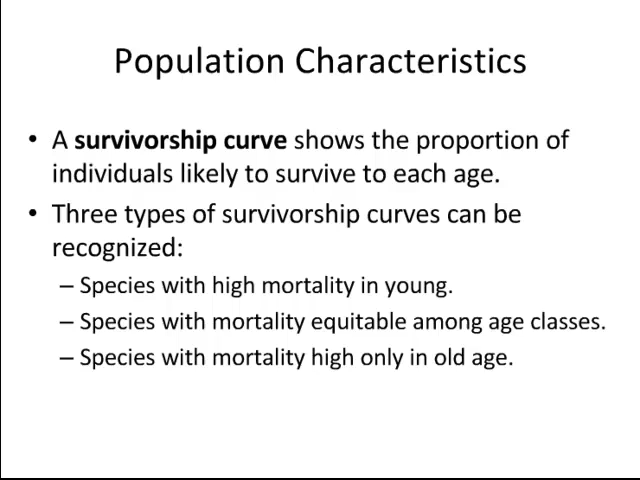 Population Characteristics
• A survivorship curve shows the proportion of
individuals likely to survive to each age.
• Three types of survivorship curves can be
recognized:
– Species with high mortality in young.
– Species with mortality equitable among age classes.
– Species with mortality high only in old age.